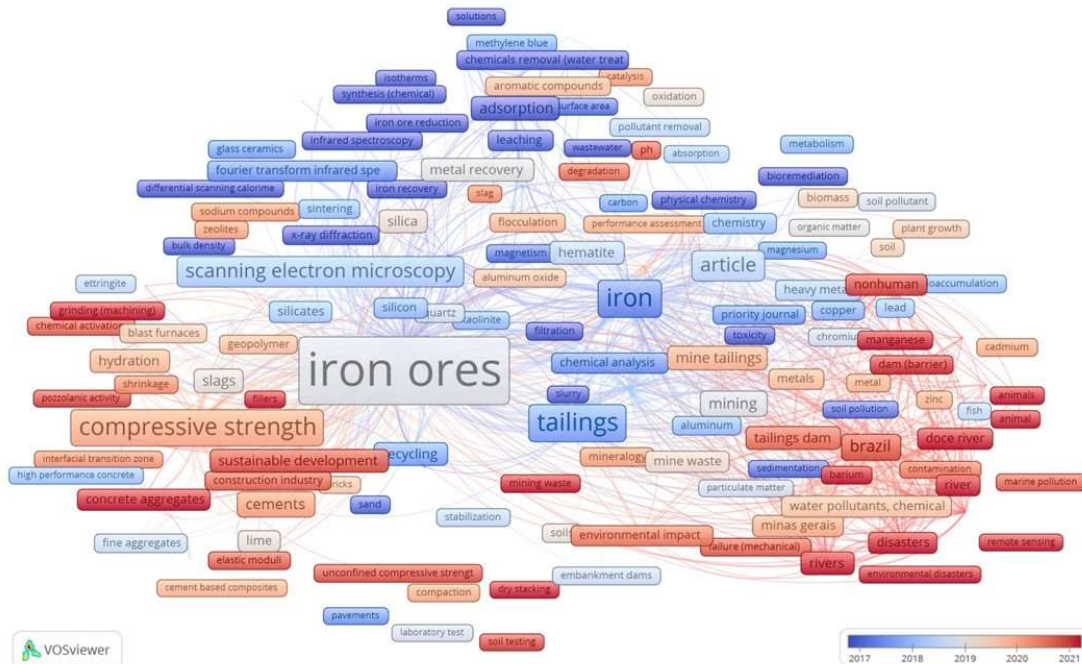 solutions
methylene blue
chemicals removal (water treat
isotherms
catalysis
aromatic compounds
synthesis (chemical)
oxidation
adsorption
surface area
iron ore reduction
pollutant removal
infrared spectroscopy
leaching
metabolism
glass ceramics
wastewater
ph
absorption
fourier transform infrared spe
metal recovery
degradation
bioremediation
differential scanning calorime
iron recovery
slag
carbon
physical chemistry
biomass
soil pollutant
sodium compounds
sintering
silica
flocculation
performance assessment
chemistry
organic matter
plant growth
zeolites
x-ray diffraction
bulk density
magnetism
hematite
magnesium
soil
scanning electron microscopy
article
aluminum oxide
ettringite
iron
heavy meta
nonhuman
oaccumulation
grinding (machining)
silicates
silicon
quartz
kaolinite
priority journal
copper
lead
chemical activation
blast furnaces
filtration
toxicity
chromiu
manganese
geopolymer
cadmium
hydration
iron ores
chemical analysis
mine tailings
dam (barrier)
slags
metals
metal
shrinkage
pozzolanic activity
fillers
slurry
mining
zinc
animals
soil pollution
fish
animal
compressive strength
tailings
aluminum
tailings dam
brazil
doce river
interfacial transition zone
ecycling
mineralogy
mine waste
sustainable development
sedimentation
barium
contamination
high performance concrete
construction industry
ricks
mining waste
particulate matter
river
marine pollution
concrete aggregates
cements
sand
water pollutants, chemical
stabilization
minas gerais
fine aggregates
lime
soils
environmental impact
disasters
remote sensing
failure (mechanical)
elastic moduli
rivers
unconfined compressive strengt
embankment dams
environmental disasters
cement based composites
compaction
dry stacking
pavements
laboratory test
soil testing
VOSviewer
2017 2018 2019 2020 2021